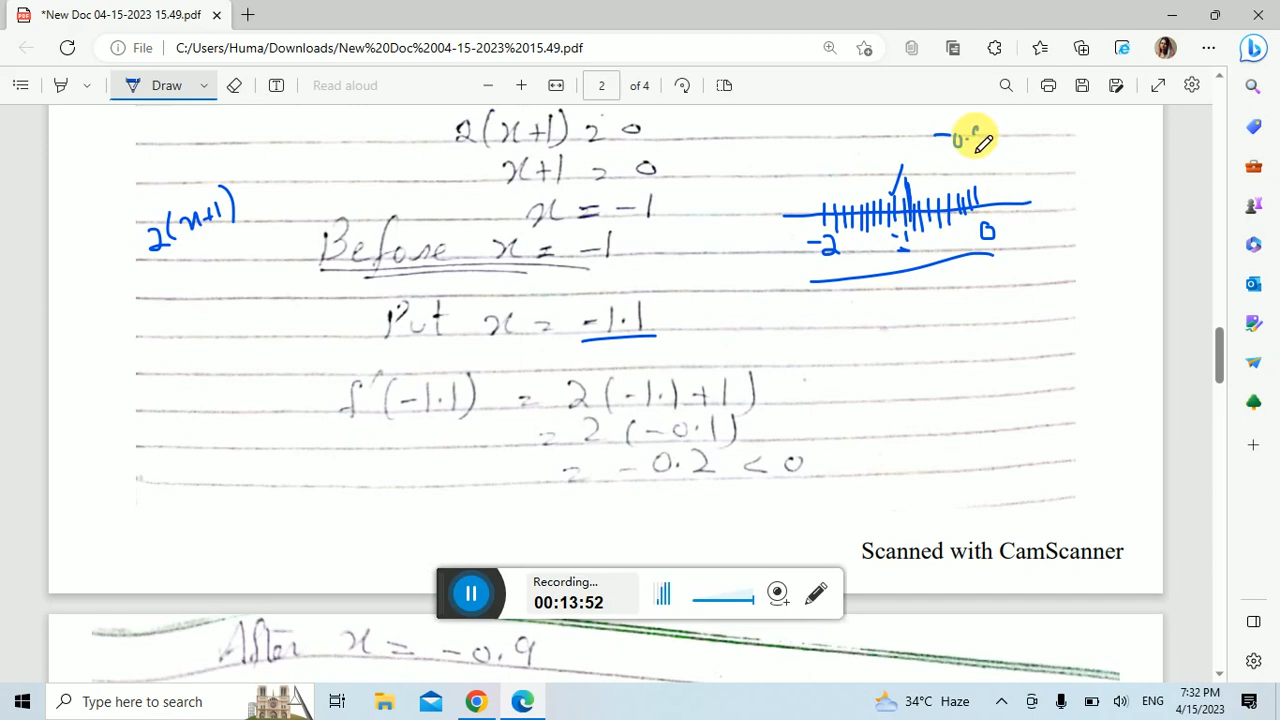 *New Doc 04-15-2023 15.49.pdf
File C:/Users/Huma/Downloads/New%20Doc%2004-15-2023%2015.49.pdf
Draw Read aloud 2 of 4
2(x+1) = 0
x+1 = 0
2(x+1)
x = -1
-2 -1 0
Before x = -1
Put x = -1.1
f'(-1.1) = 2(-1.1+1)
= 2(-0.1)
= -0.2 < 0
Scanned with CamScanner
Recording...
00:13:52
After x = -0.9
Type here to search
34°C Haze
ENG
7:32 PM
4/15/2023